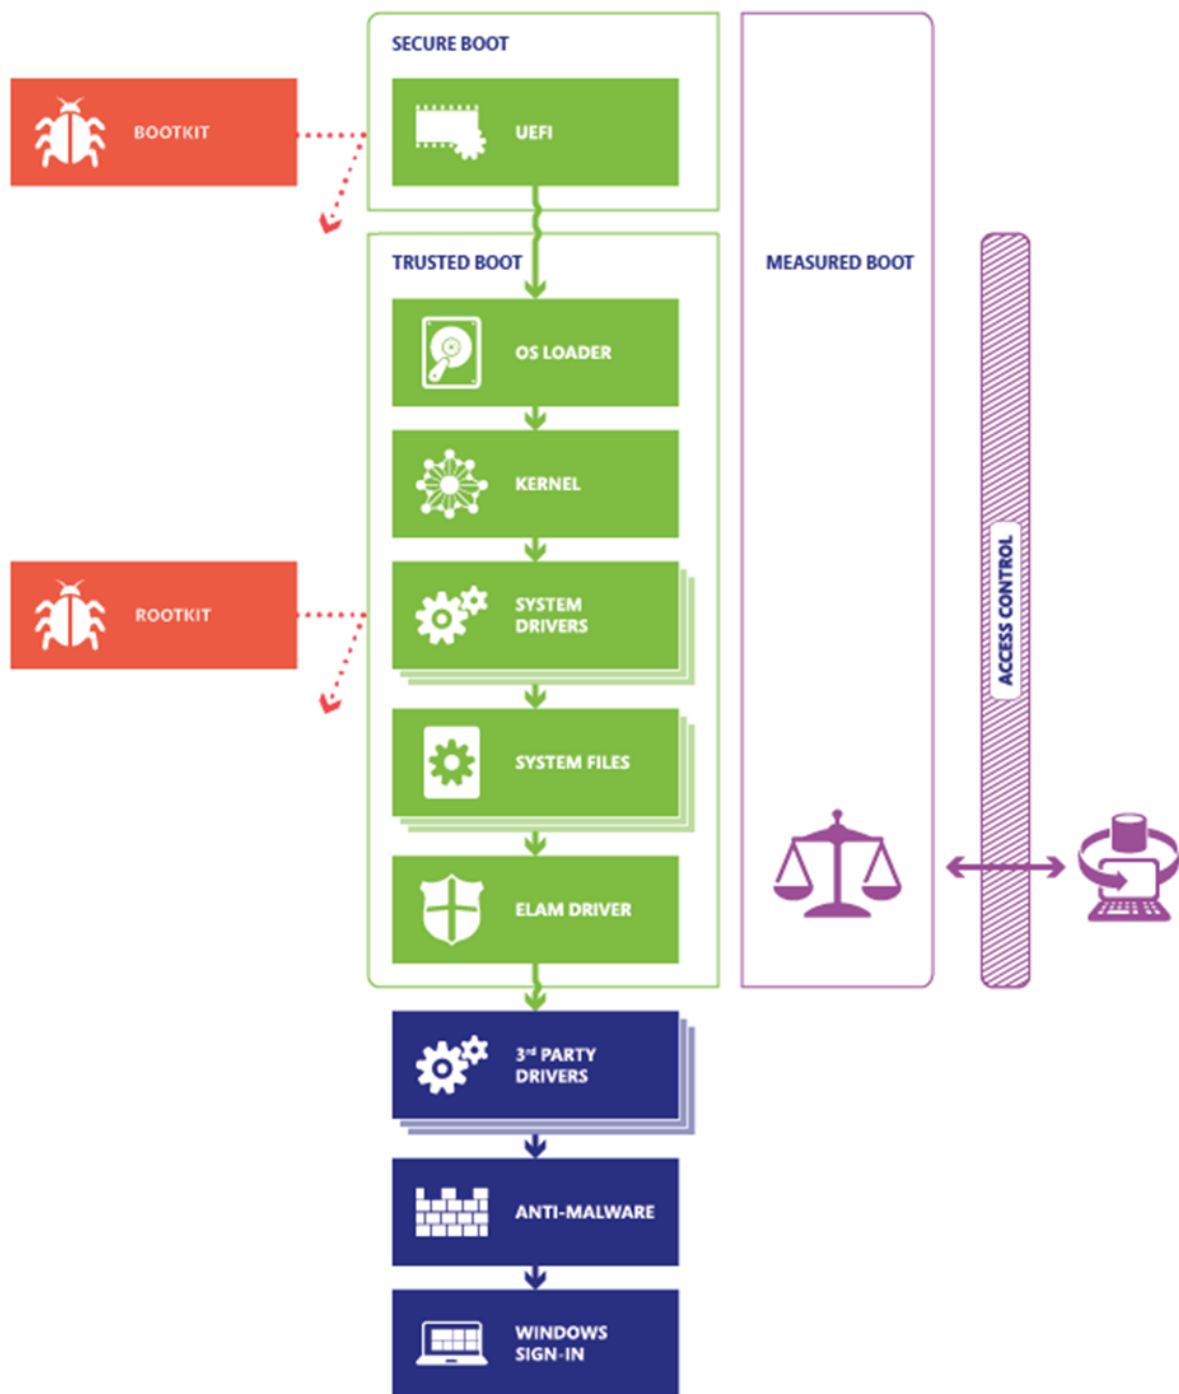 SECURE BOOT
BOOTKIT
UEFI
TRUSTED BOOT
MEASURED BOOT
OS LOADER
KERNEL
ROOTKIT
SYSTEM
DRIVERS
ACCESS CONTROL
SYSTEM FILES
ELAM DRIVER
3rd PARTY
DRIVERS
ANTI-MALWARE
WINDOWS
SIGN-IN